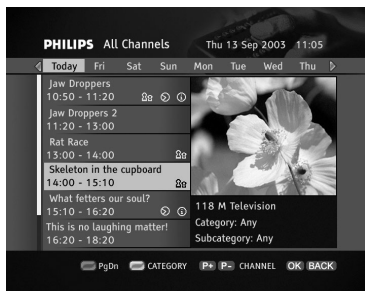 PHILIPS All Channels Thu 13 Sep 2003 11:05
Today Fri Sat Sun Mon Tue Wed Thu
Jaw Droppers
10:50 - 11:20
Jaw Droppers 2
11:20 - 13:00
Rat Race
13:00 - 14:00
Skeleton in the cupboard
14:00 - 15:10
What fetters our soul?
15:10 - 16:20
This is no laughing matter!
16:20 - 18:20
118 M Television
Category: Any
Subcategory: Any
PgDn CATEGORY P+ P- CHANNEL OK BACK